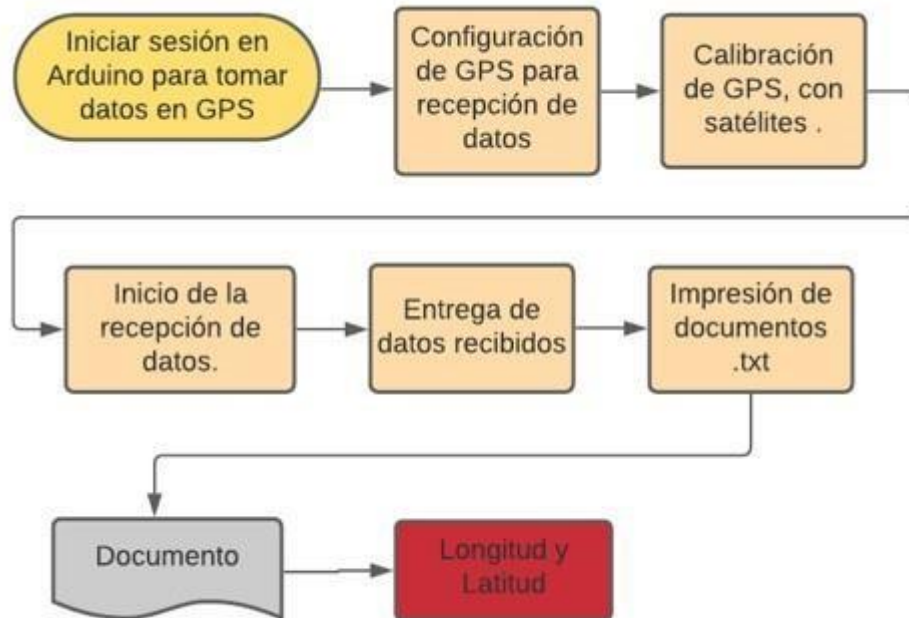 Iniciar sesión en
Arduino para tomar
datos en GPS
Configuración
de GPS para
recepción de
datos
Calibración
de GPS, con
satélites .
Inicio de la
recepción de
datos.
Entrega de
datos recibidos
Impresión de
documentos
.txt
Documento
Longitud y
Latitud